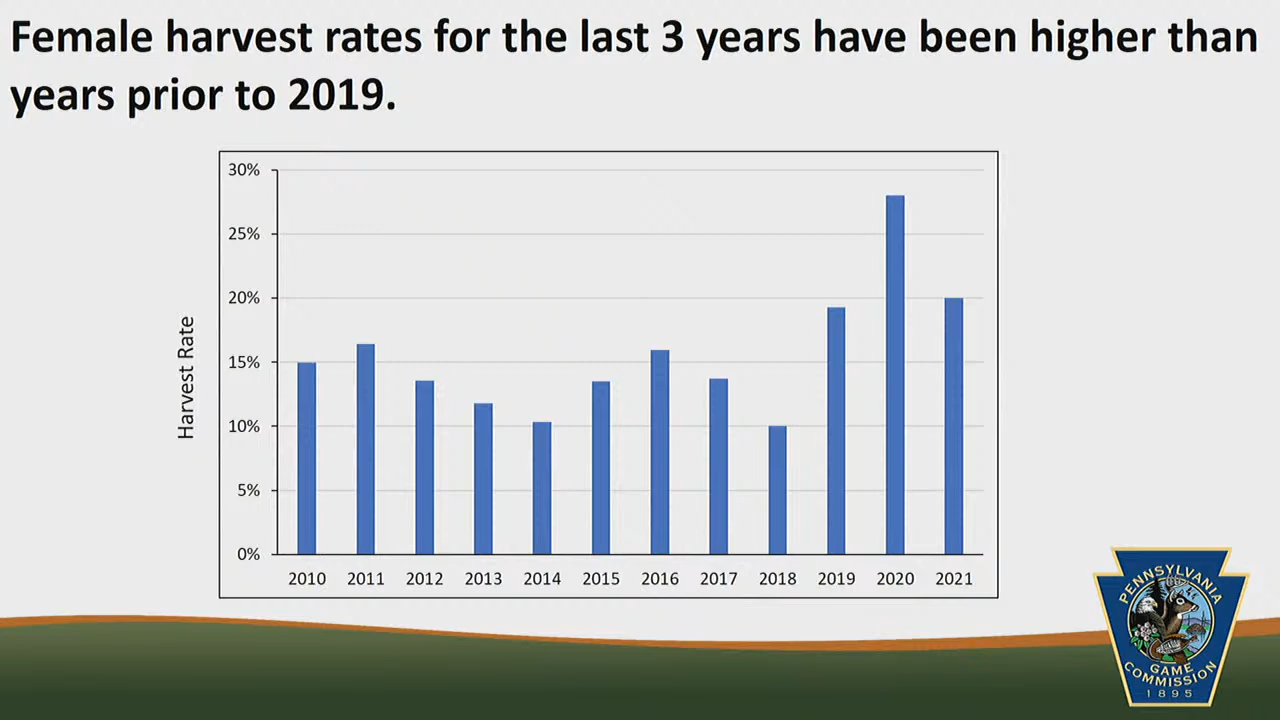 Female harvest rates for the last 3 years have been higher than
years prior to 2019.
30%
25%
20%
15%
10%
5%
0%
Harvest Rate
2010 2011 2012 2013 2014 2015 2016 2017 2018 2019 2020 2021
PENNSYLVANIA
GAME
COMMISSION
1895